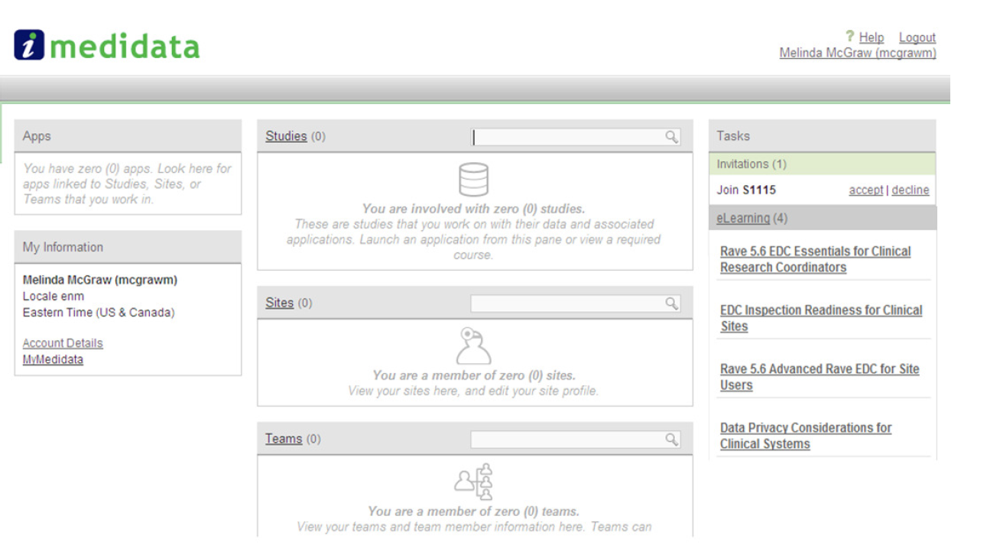 i medidata
? Help Logout
Melinda McGraw (mcgrawm)
Apps
You have zero (0) apps. Look here for
apps linked to Studies, Sites, or
Teams that you work in.
My Information
Melinda McGraw (mcgrawm)
Locale enm
Eastern Time (US & Canada)
Account Details
MyMedidata
Studies (0)
You are involved with zero (0) studies.
These are studies that you work on with their data and associated
applications. Launch an application from this pane or view a required
course.
Sites (0)
You are a member of zero (0) sites.
View your sites here, and edit your site profile.
Teams (0)
You are a member of zero (0) teams.
View your teams and team member information here. Teams can
Tasks
Invitations (1)
Join S1115 accept | decline
eLearning (4)
Rave 5.6 EDC Essentials for Clinical
Research Coordinators
EDC Inspection Readiness for Clinical
Sites
Rave 5.6 Advanced Rave EDC for Site
Users
Data Privacy Considerations for
Clinical Systems